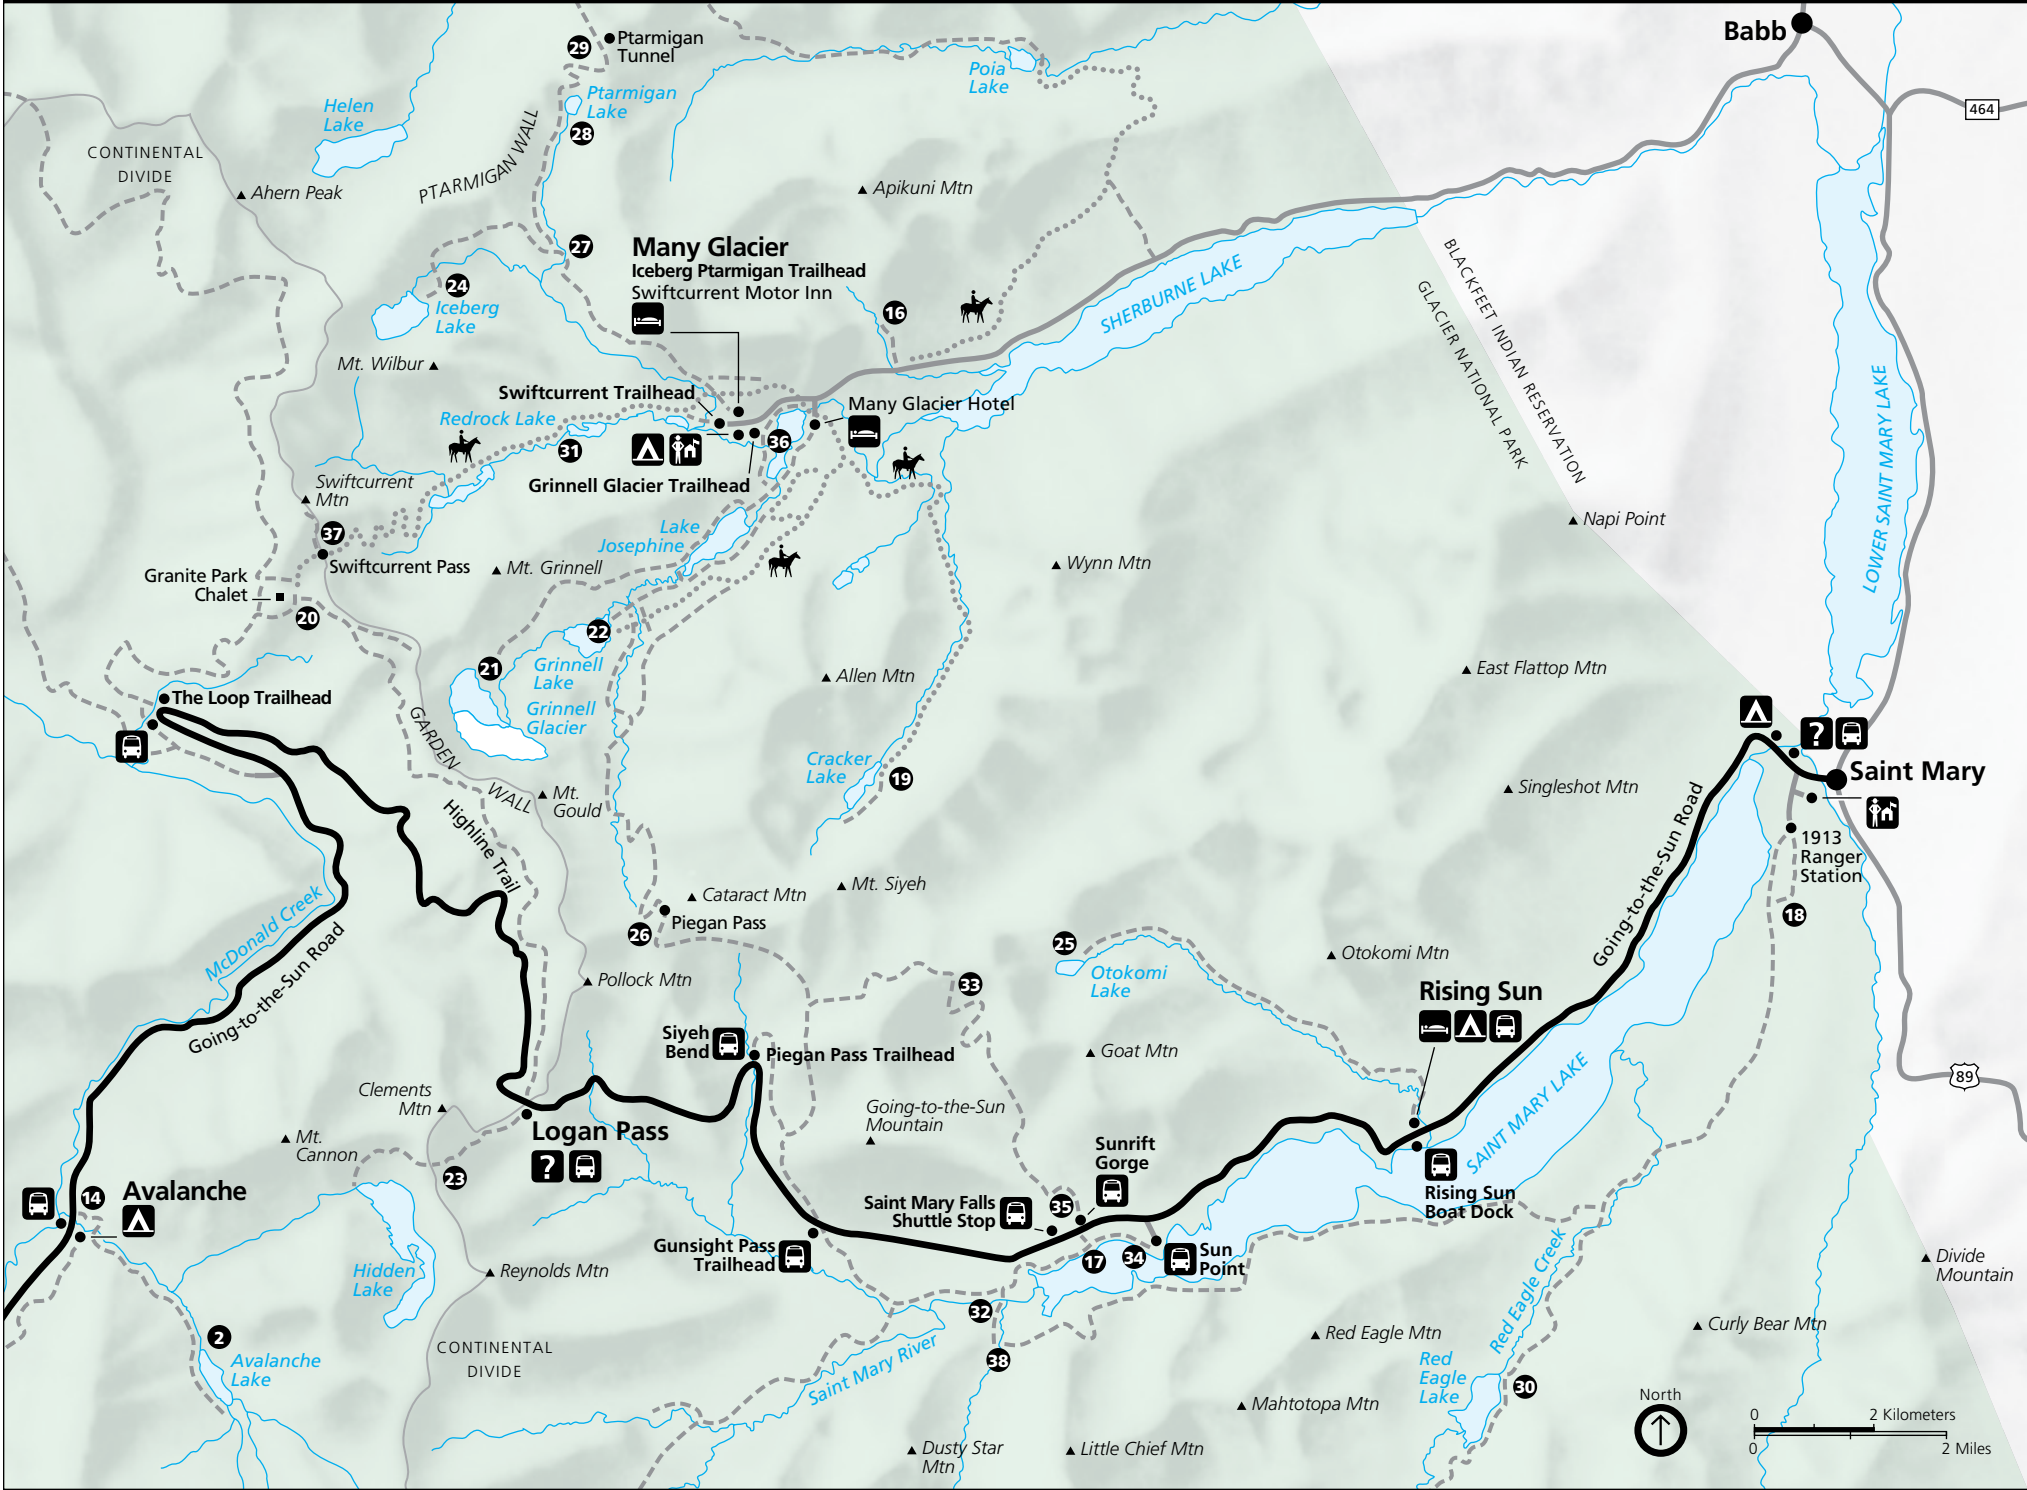 Babb
29
Ptarmigan
Tunnel
Poia
Lake
Ptarmigan
Lake
Helen
Lake
464
28
PTARMIGAN WALL
CONTINENTAL
DIVIDE
Ahern Peak
Apikuni Mtn
27
Many Glacier
Iceberg Ptarmigan Trailhead
Swiftcurrent Motor Inn
24
Iceberg
Lake
16
SHERBURNE LAKE
BLACKFEET INDIAN RESERVATION
GLACIER NATIONAL PARK
Mt. Wilbur
Swiftcurrent Trailhead
Redrock Lake
Many Glacier Hotel
36
31
LOWER SAINT MARY LAKE
Grinnell Glacier Trailhead
Swiftcurrent
Mtn
37
Lake
Josephine
Napi Point
Swiftcurrent Pass
Mt. Grinnell
Wynn Mtn
Granite Park
Chalet
20
22
21
Grinnell
Lake
Grinnell
Glacier
Allen Mtn
East Flattop Mtn
The Loop Trailhead
GARDEN WALL
Mt.
Gould
Cracker
Lake
19
Singleshot Mtn
?
Saint Mary
Highline Trail
1913
Ranger
Station
18
Going-to-the-Sun Road
McDonald Creek
Going-to-the-Sun Road
Cataract Mtn
Mt. Siyeh
Piegan Pass
26
25
Otokomi
Lake
Otokomi Mtn
Pollock Mtn
33
Rising Sun
Siyeh
Bend
Piegan Pass Trailhead
Goat Mtn
89
Clements
Mtn
Going-to-the-Sun
Mountain
SAINT MARY LAKE
Mt.
Cannon
Logan Pass
?
23
Sunrift
Gorge
Rising Sun
Boat Dock
14
Avalanche
Saint Mary Falls
Shuttle Stop
35
Gunsight Pass
Trailhead
17
34
Sun
Point
Hidden
Lake
Reynolds Mtn
Divide
Mountain
32
Red Eagle Creek
2
Avalanche
Lake
CONTINENTAL
DIVIDE
Saint Mary River
38
Red Eagle Mtn
Red
Eagle
Lake
30
Curly Bear Mtn
Mahtotopa Mtn
Dusty Star
Mtn
Little Chief Mtn
North
0
2 Kilometers
0
2 Miles